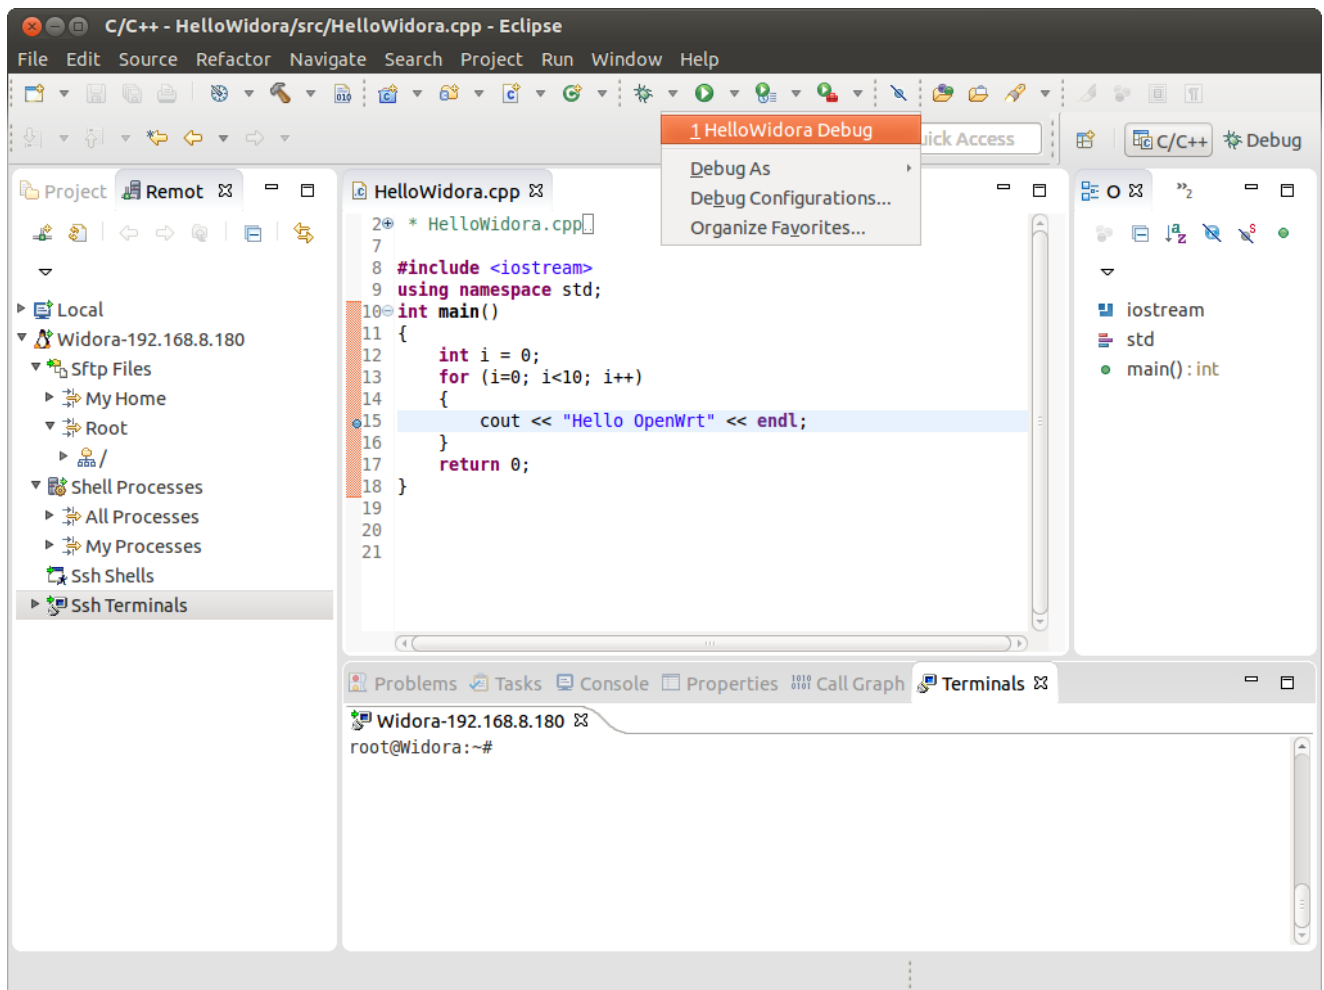 C/C++ - HelloWidora/src/HelloWidora.cpp - Eclipse
File Edit Source Refactor Navigate Search Project Run Window Help
1 HelloWidora Debug
Debug As
Debug Configurations...
Organize Favorites...
Access
C/C++ Debug
Project Remot
HelloWidora.cpp
O
»2
Local
Widora-192.168.8.180
Sftp Files
My Home
Root
/
Shell Processes
All Processes
My Processes
Ssh Shells
Ssh Terminals
2 * HelloWidora.cpp
7
8 #include <iostream>
9 using namespace std;
10 int main()
11 {
12 int i = 0;
13 for (i=0; i<10; i++)
14 {
15 cout << "Hello OpenWrt" << endl;
16 }
17 return 0;
18 }
19
20
21
iostream
std
main() : int
Problems Tasks Console Properties Call Graph Terminals
Widora-192.168.8.180
root@Widora:~#